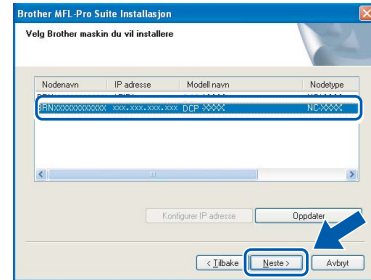 Brother MFL-Pro Suite Installasjon
Velg Brother maskin du vil installere
Nodenavn IP adresse Modell navn Nodetype
BRNXXXXXXXXXXXX xxx.xxx.xxx.xxx DCP-XXXX NC-XXXX
Konfigurer IP adresse Oppdater
< Tilbake Neste > Avbryt